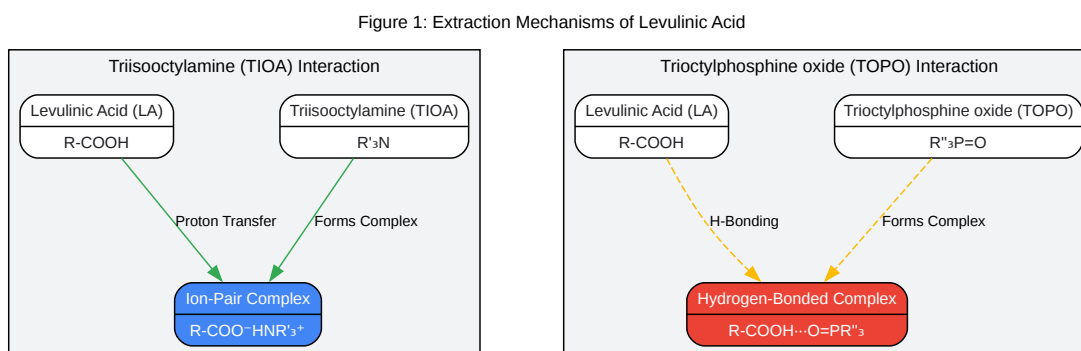 Figure 1: Extraction Mechanisms of Levulinic Acid
Triisooctylamine (TIOA) Interaction
Levulinic Acid (LA)
R-COOH
Triisooctylamine (TIOA)
R'₃N
Proton Transfer
Forms Complex
Ion-Pair Complex
R-COO⁻HNR'₃⁺
Trioctylphosphine oxide (TOPO) Interaction
Levulinic Acid (LA)
R-COOH
Trioctylphosphine oxide (TOPO)
R"₃P=O
H-Bonding
Forms Complex
Hydrogen-Bonded Complex
R-COOH···O=PR"₃